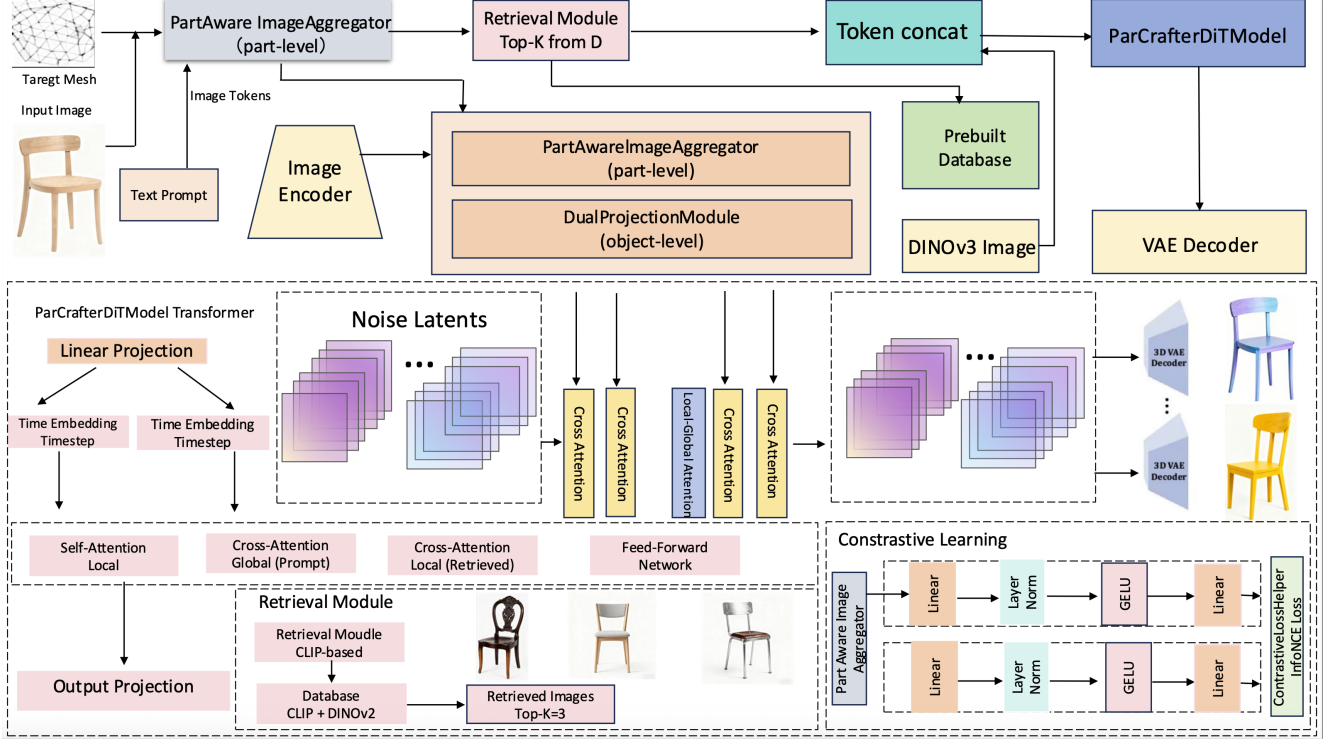 PartAware ImageAggregator
(part-level)
Retrieval Module
Top-K from D
Token concat
ParCrafterDiTModel
Taregt Mesh
Image Tokens
Input Image
Text Prompt
Image
Encoder
PartAwareImageAggregator
(part-level)
DualProjectionModule
(object-level)
Prebuilt
Database
DINOv3 Image
VAE Decoder
ParCrafterDiTModel Transformer
Linear Projection
Time Embedding
Timestep
Time Embedding
Timestep
Noise Latents
Cross Attention
Cross Attention
Local-Global Attention
Cross Attention
Cross Attention
3D VAE
Decoder
3D VAE
Decoder
Self-Attention
Local
Cross-Attention
Global (Prompt)
Cross-Attention
Local (Retrieved)
Feed-Forward
Network
Output Projection
Retrieval Module
Retrieval Moudle
CLIP-based
Database
CLIP + DINOv2
Retrieved Images
Top-K=3
Constrastive Learning
Part Aware Image
Aggregator
Linear
Layer
Norm
GELU
Linear
Linear
Layer
Norm
GELU
Linear
ContrastiveLossHelper
InfoNCE Loss